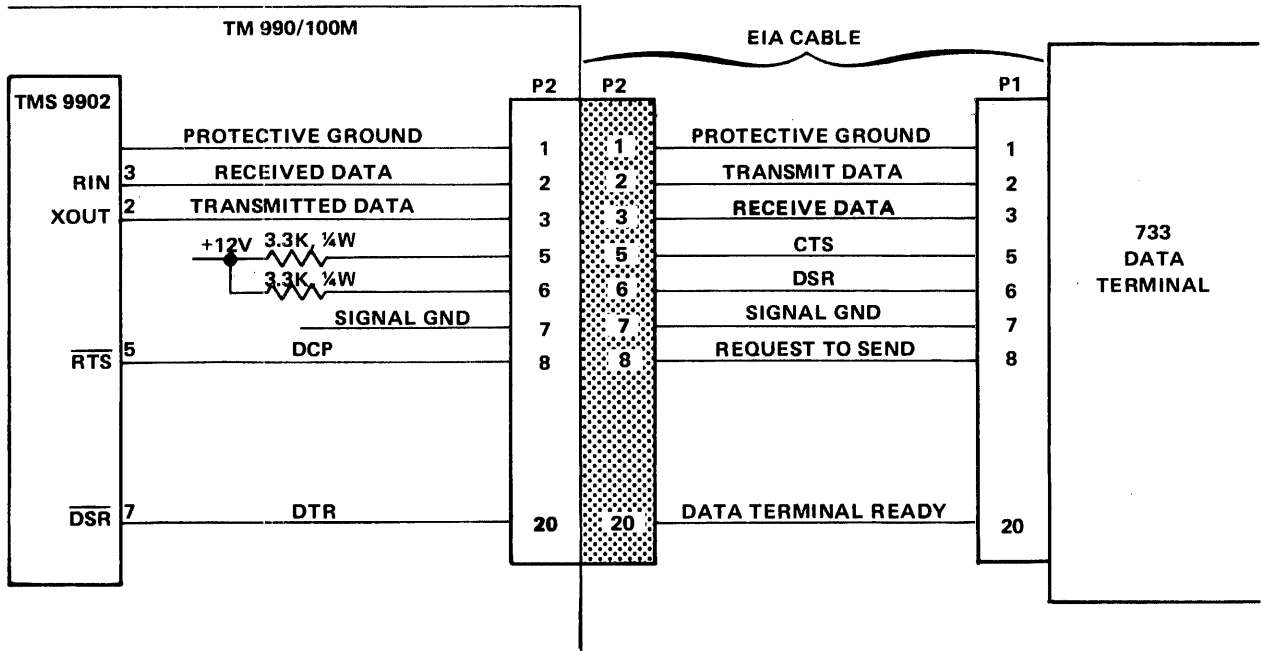 TM 990/100M
EIA CABLE
TMS 9902
P2
P2
P1
PROTECTIVE GROUND
1
1
PROTECTIVE GROUND
1
RIN
3
RECEIVED DATA
2
2
TRANSMIT DATA
2
XOUT
2
TRANSMITTED DATA
3
3
RECEIVE DATA
3
+12V
3.3K, ¼W
5
5
CTS
5
3.3K, ¼W
6
6
DSR
6
SIGNAL GND
7
7
SIGNAL GND
7
RTS
5
DCP
8
8
REQUEST TO SEND
8
733
DATA
TERMINAL
DSR
7
DTR
20
20
DATA TERMINAL READY
20